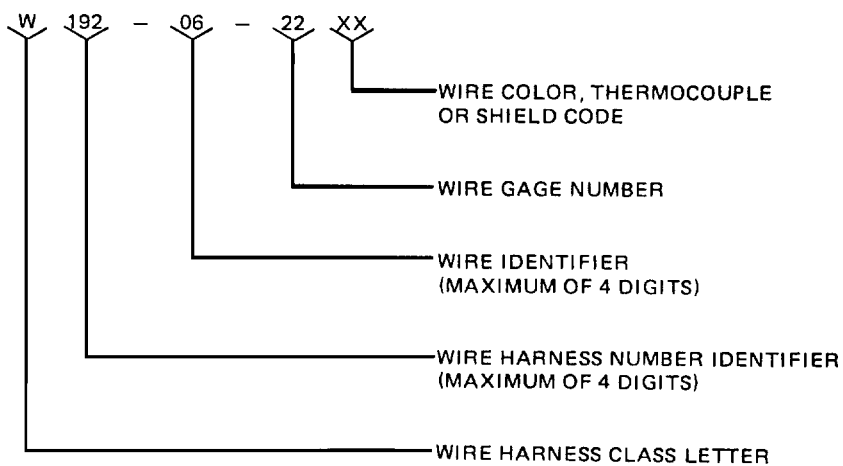 W 192 – 06 – 22 XX
WIRE COLOR, THERMOCOUPLE
OR SHIELD CODE
WIRE GAGE NUMBER
WIRE IDENTIFIER
(MAXIMUM OF 4 DIGITS)
WIRE HARNESS NUMBER IDENTIFIER
(MAXIMUM OF 4 DIGITS)
WIRE HARNESS CLASS LETTER